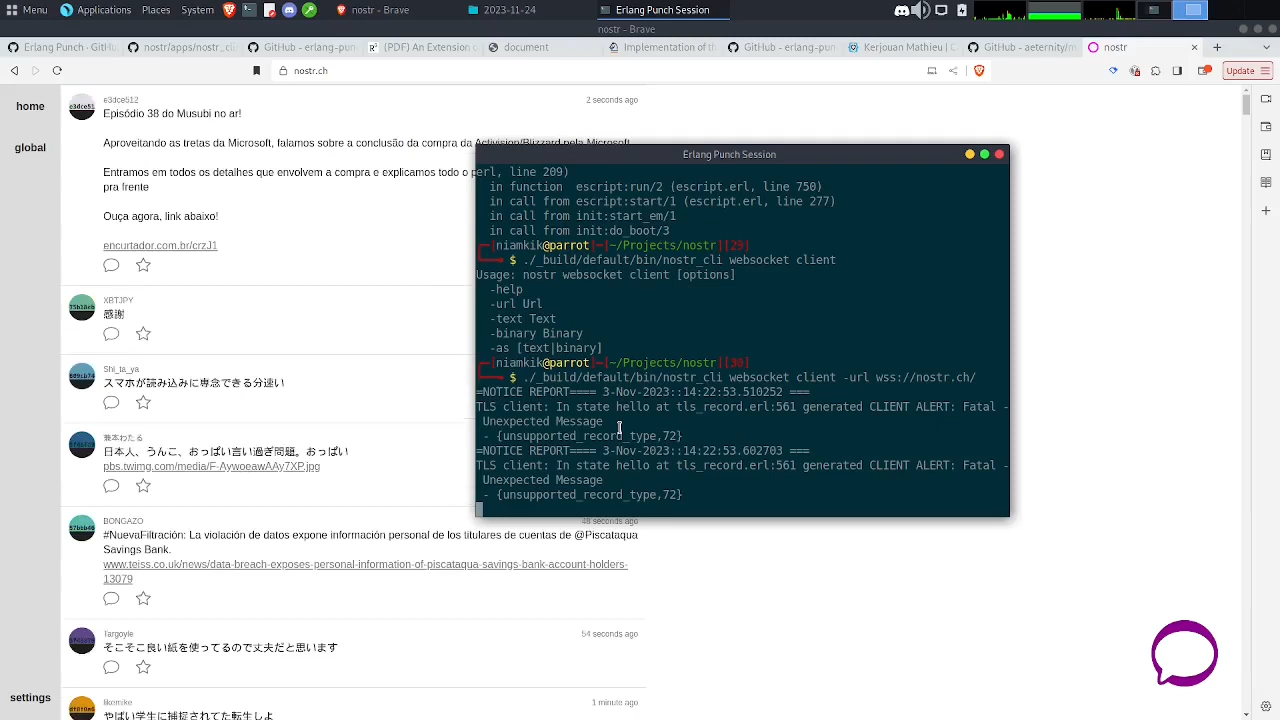 Menu Applications Places System nostr - Brave 2023-11-24 Erlang Punch Session
nostr - Brave
Erlang Punch · GitHu nostr/apps/nostr_cli GitHub - erlang-pun (PDF) An Extension c document Implementation of th GitHub - erlang-pun Kerjouan Mathieu | C GitHub - aeternity/m nostr
nostr.ch Update
home
global
settings
e3dce512 2 seconds ago
Episódio 38 do Musubi no ar!
Aproveitando as tretas da Microsoft, falamos sobre a conclusão da compra da Activision/Blizzard pela Microsoft.
Entramos em todos os detalhes que envolvem a compra e explicamos todo o p
pra frente
Ouça agora, link abaixo!
encurtador.com.br/crzJ1
XBTJPY
感謝
Shi_ta_ya
スマホが読み込みに専念できる分速い
兼本わたる
日本人、うんこ、おっぱい言い過ぎ問題。おっぱい
pbs.twimg.com/media/F-AywoeawAAy7XP.jpg
BONGAZO 48 seconds ago
#NuevaFiltración: La violación de datos expone información personal de los titulares de cuentas de @Piscataqua
Savings Bank.
www.teiss.co.uk/news/data-breach-exposes-personal-information-of-piscataqua-savings-bank-account-holders-
13079
Targoyle 54 seconds ago
そこそこ良い紙を使ってるので丈夫だと思います
likemike 1 minute ago
やばい学生に捕捉されてた転生しよ
Erlang Punch Session
erl, line 209)
in function escript:run/2 (escript.erl, line 750)
in call from escript:start/1 (escript.erl, line 277)
in call from init:start_em/1
in call from init:do_boot/3
┌─[niamkik@parrot]─[~/Projects/nostr][29]
└──╼ $ ./_build/default/bin/nostr_cli websocket client
Usage: nostr websocket client [options]
-help
-url Url
-text Text
-binary Binary
-as [text|binary]
┌─[niamkik@parrot]─[~/Projects/nostr][30]
└──╼ $ ./_build/default/bin/nostr_cli websocket client -url wss://nostr.ch/
=NOTICE REPORT==== 3-Nov-2023::14:22:53.510252 ===
TLS client: In state hello at tls_record.erl:561 generated CLIENT ALERT: Fatal -
Unexpected Message
- {unsupported_record_type,72}
=NOTICE REPORT==== 3-Nov-2023::14:22:53.602703 ===
TLS client: In state hello at tls_record.erl:561 generated CLIENT ALERT: Fatal -
Unexpected Message
- {unsupported_record_type,72}